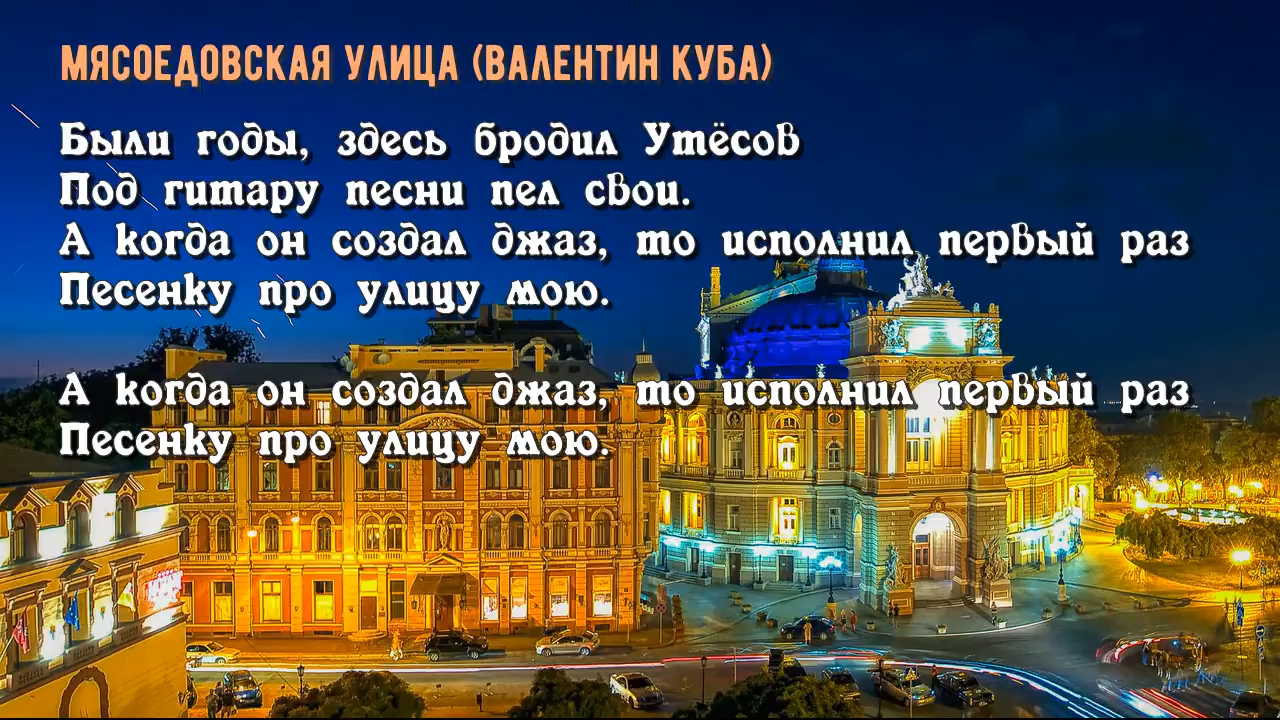 МЯСОЕДОВСКАЯ УЛИЦА (ВАЛЕНТИН КУБА)
Были годы, здесь бродил Утёсов
Под гитару песни пел свои.
А когда он создал джаз, то исполнил первый раз
Песенку про улицу мою.
А когда он создал джаз, то исполнил первый раз
Песенку про улицу мою.